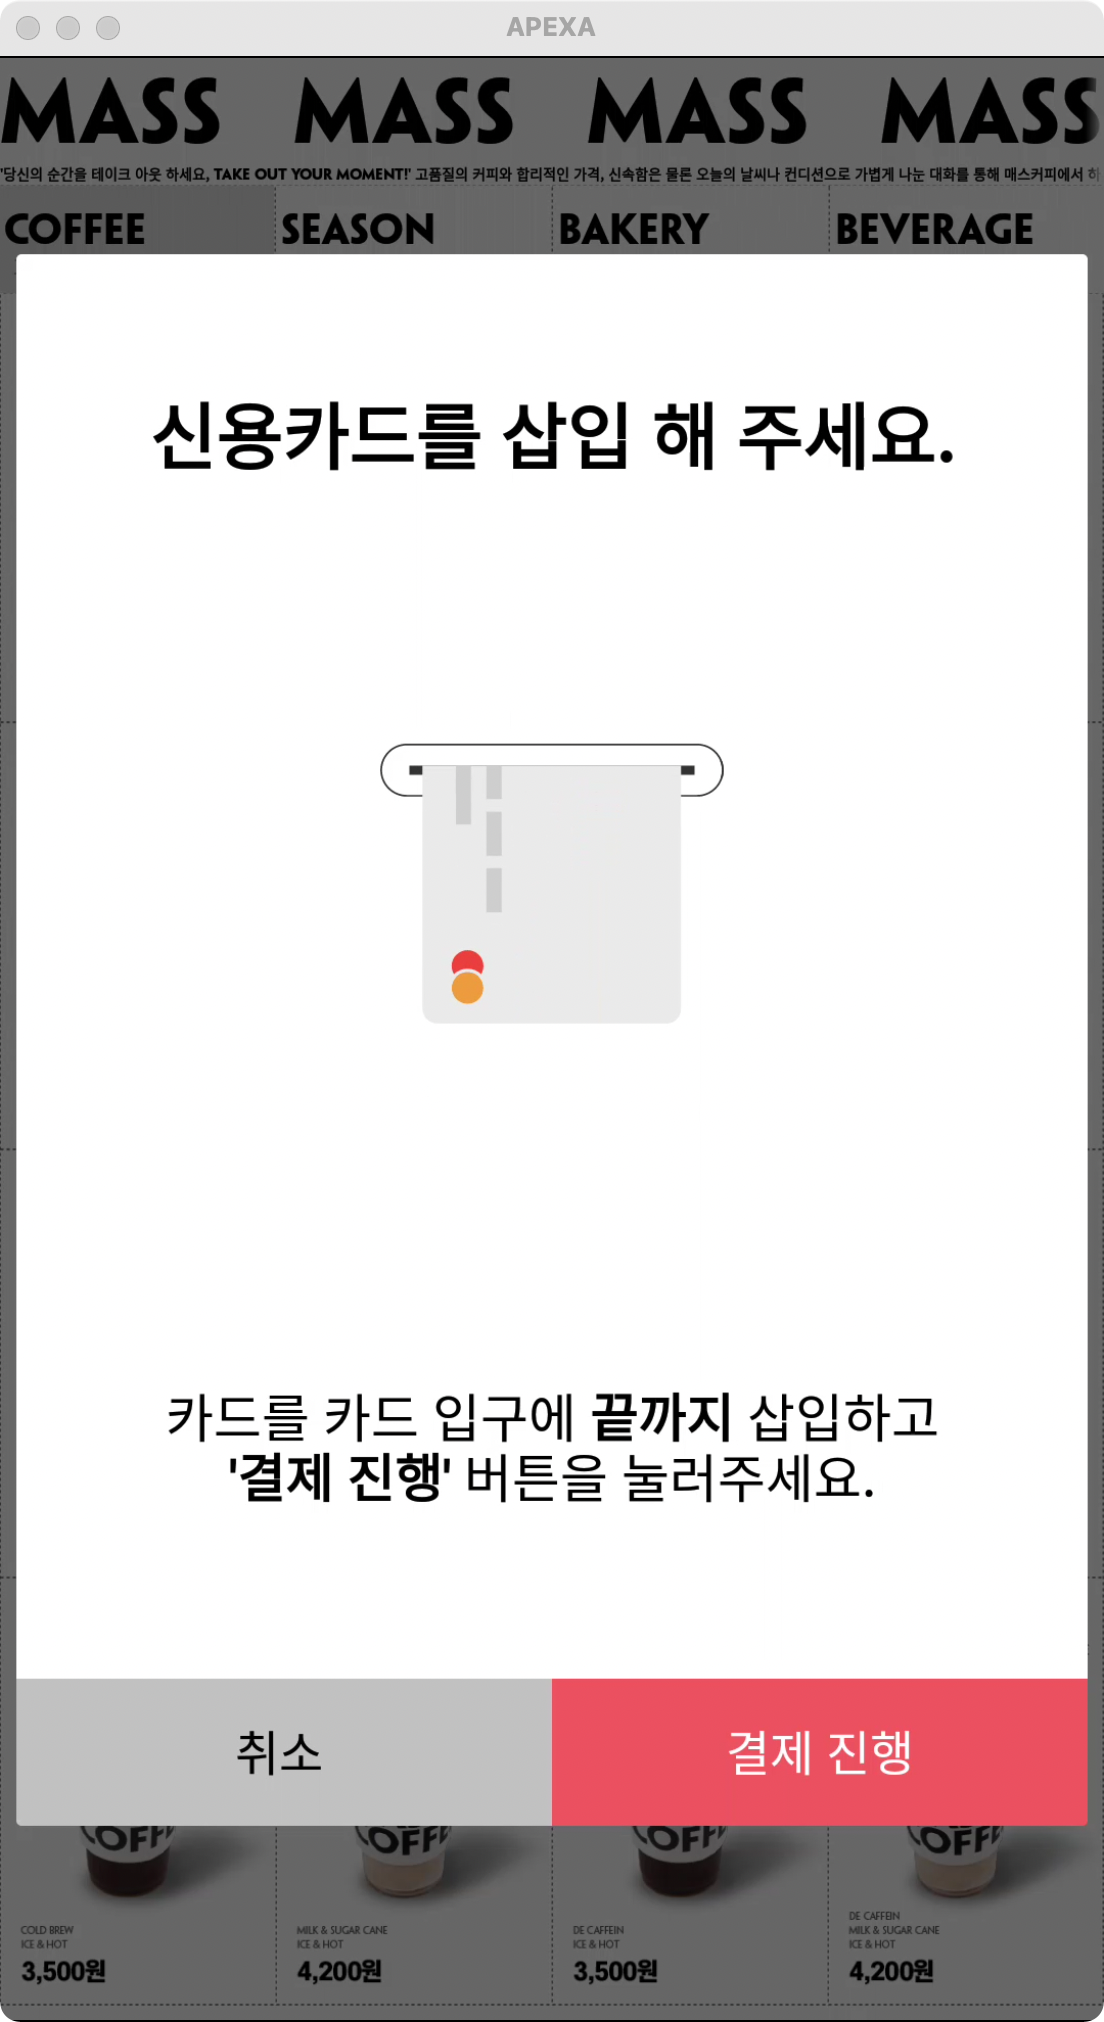 APEXA
MASS MASS MASS MASS
'당신의 순간을 테이크 아웃 하세요, TAKE OUT YOUR MOMENT!' 고품질의 커피와 합리적인 가격, 신속함은 물론 오늘의 날씨나 컨디션으로 가볍게 나눈 대화를 통해 매스커피에서 하
COFFEE SEASON BAKERY BEVERAGE
신용카드를 삽입 해 주세요.
카드를 카드 입구에 끝까지 삽입하고
'결제 진행' 버튼을 눌러주세요.
취소 결제 진행
COLD BREW
ICE & HOT
3,500원
MILK & SUGAR CANE
ICE & HOT
4,200원
DE CAFFEIN
ICE & HOT
3,500원
DE CAFFEIN
MILK & SUGAR CANE
ICE & HOT
4,200원